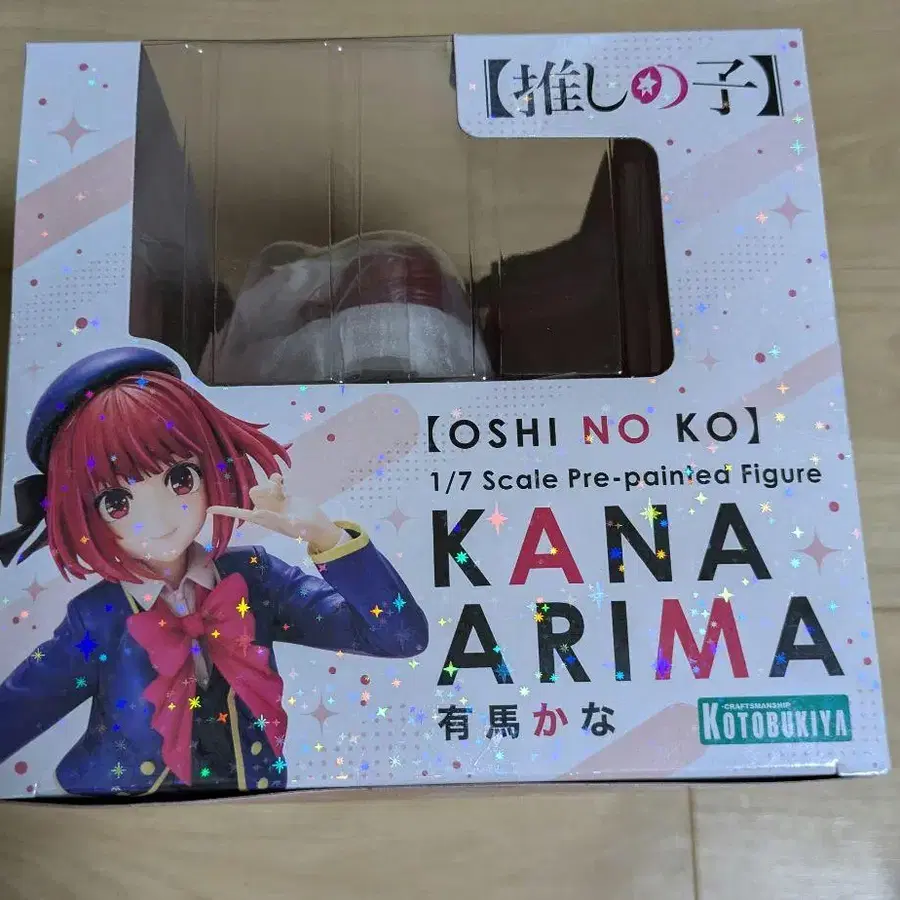 【推しの子】
【OSHI NO KO】
1/7 Scale Pre-painted Figure
KANA
ARIMA
有馬かな
CRAFTSMANSHIP
KOTOBUKIYA